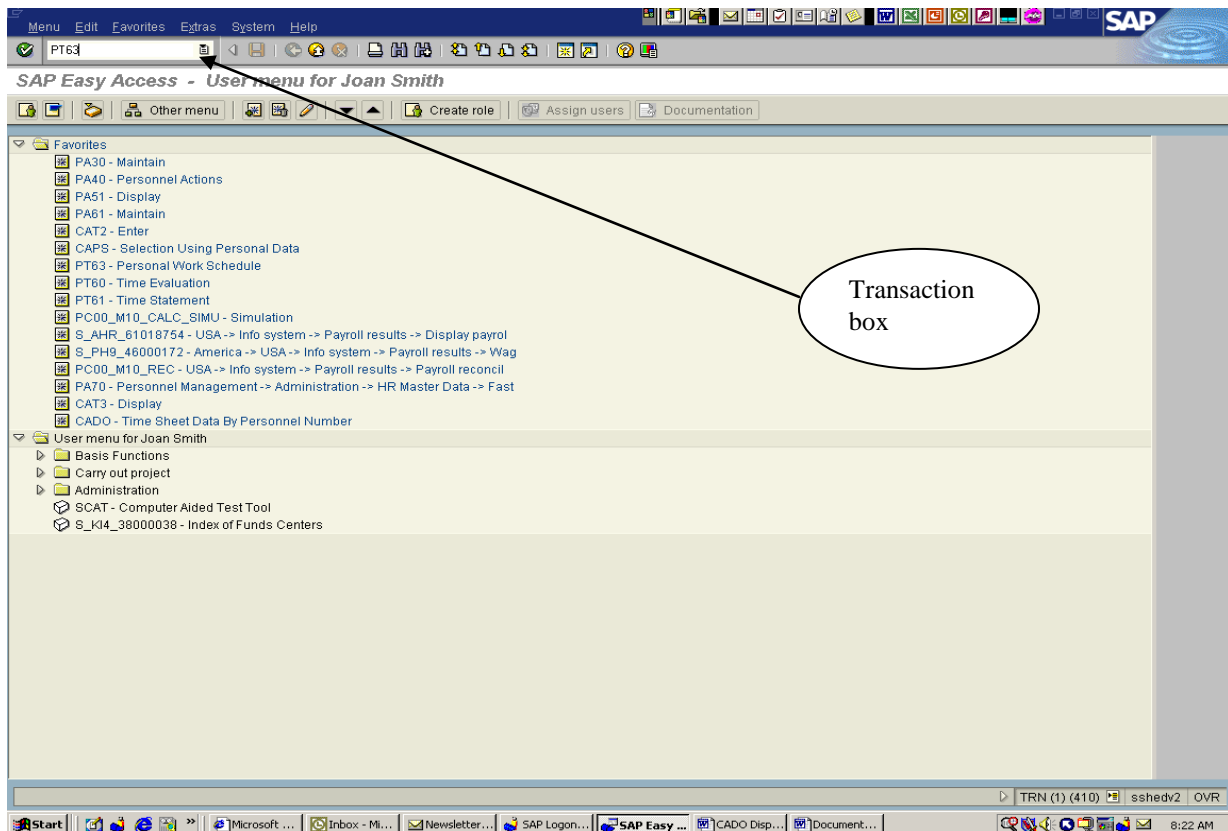 Menu Edit Favorites Extras System Help
SAP
PT63
SAP Easy Access - User menu for Joan Smith
Other menu Create role Assign users Documentation
Favorites
PA30 - Maintain
PA40 - Personnel Actions
PA51 - Display
PA61 - Maintain
CAT2 - Enter
CAPS - Selection Using Personal Data
PT63 - Personal Work Schedule
PT60 - Time Evaluation
PT61 - Time Statement
PC00_M10_CALC_SIMU - Simulation
S_AHR_61018754 - USA -> Info system -> Payroll results -> Display payrol
S_PH9_46000172 - America -> USA -> Info system -> Payroll results -> Wag
PC00_M10_REC - USA -> Info system -> Payroll results -> Payroll reconcil
PA70 - Personnel Management -> Administration -> HR Master Data -> Fast
CAT3 - Display
CADO - Time Sheet Data By Personnel Number
User menu for Joan Smith
Basis Functions
Carry out project
Administration
SCAT - Computer Aided Test Tool
S_KI4_38000038 - Index of Funds Centers
Transaction
box
TRN (1) (410) sshedv2 OVR
Start » Microsoft ... Inbox - Mi... Newsletter... SAP Logon... SAP Easy ... CADO Disp... Document... 8:22 AM